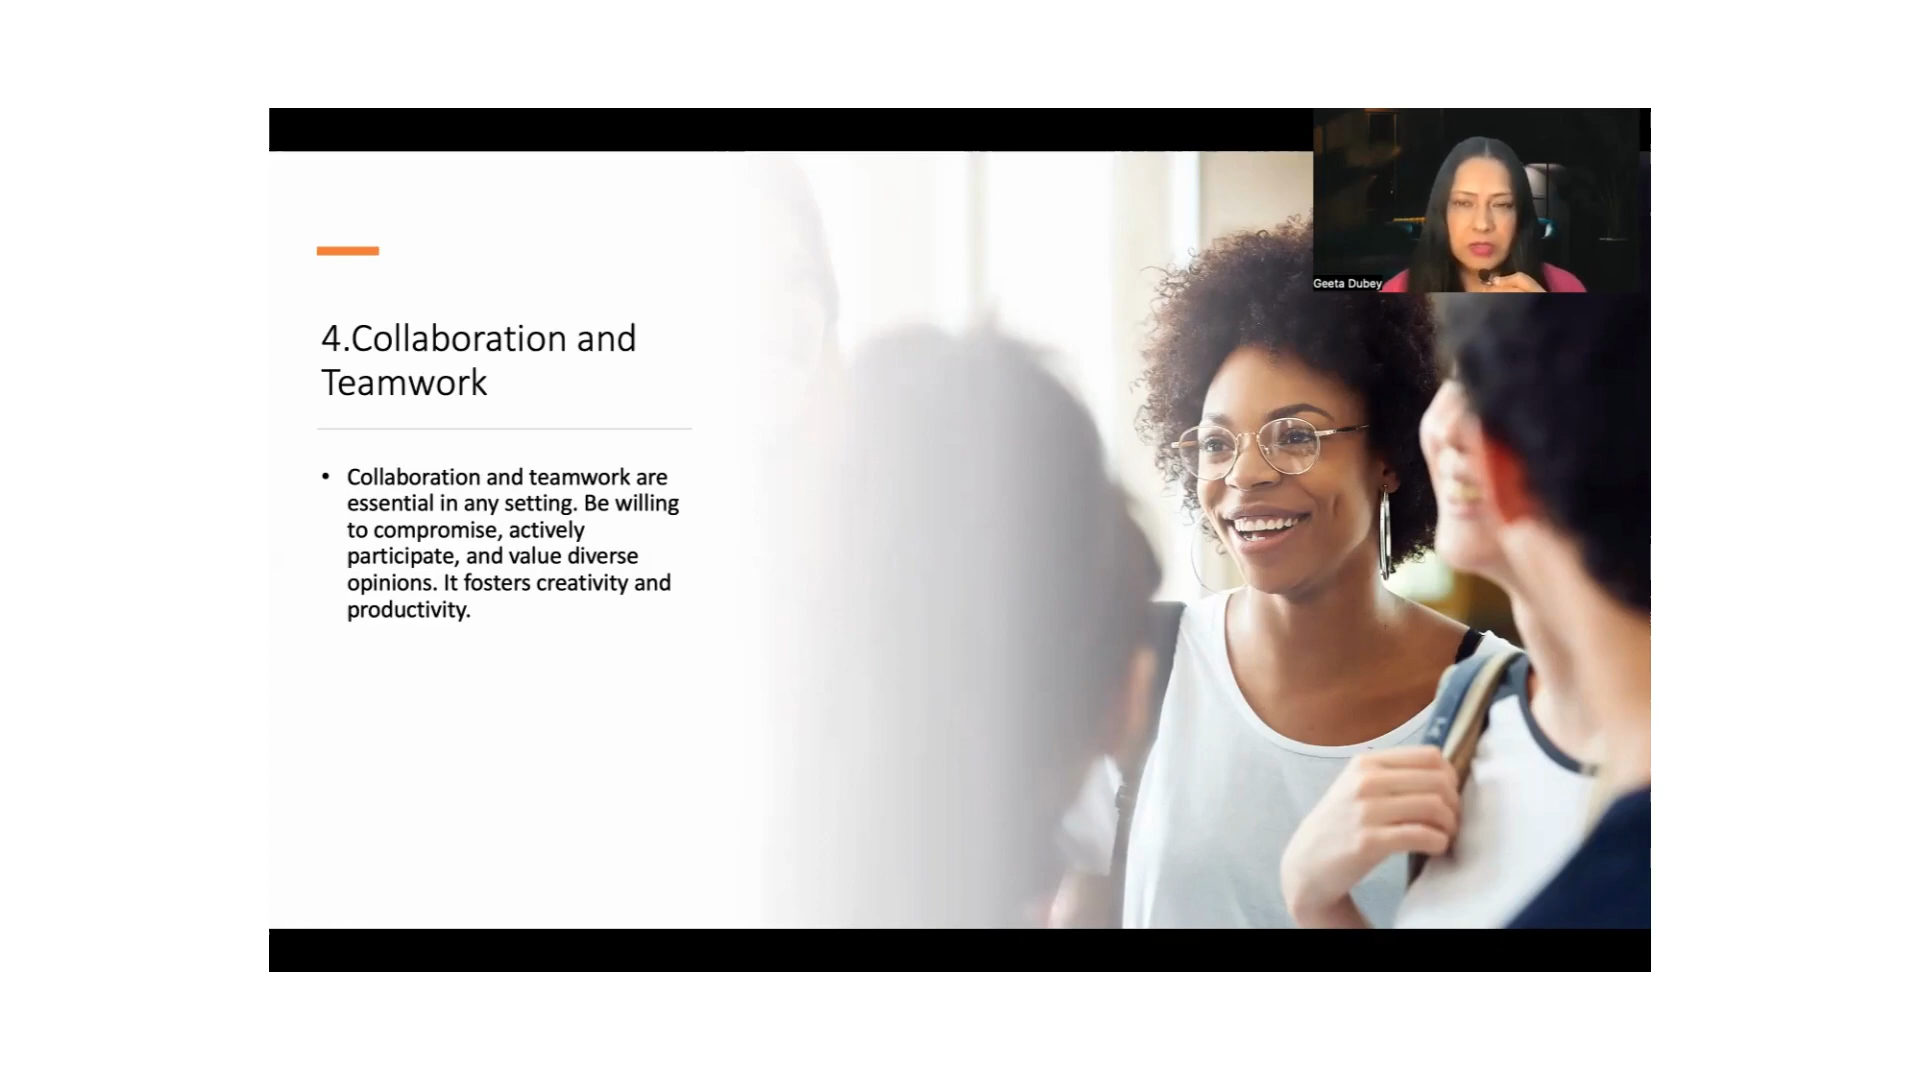 4.Collaboration and
Teamwork
• Collaboration and teamwork are
essential in any setting. Be willing
to compromise, actively
participate, and value diverse
opinions. It fosters creativity and
productivity.
Geeta Dubey